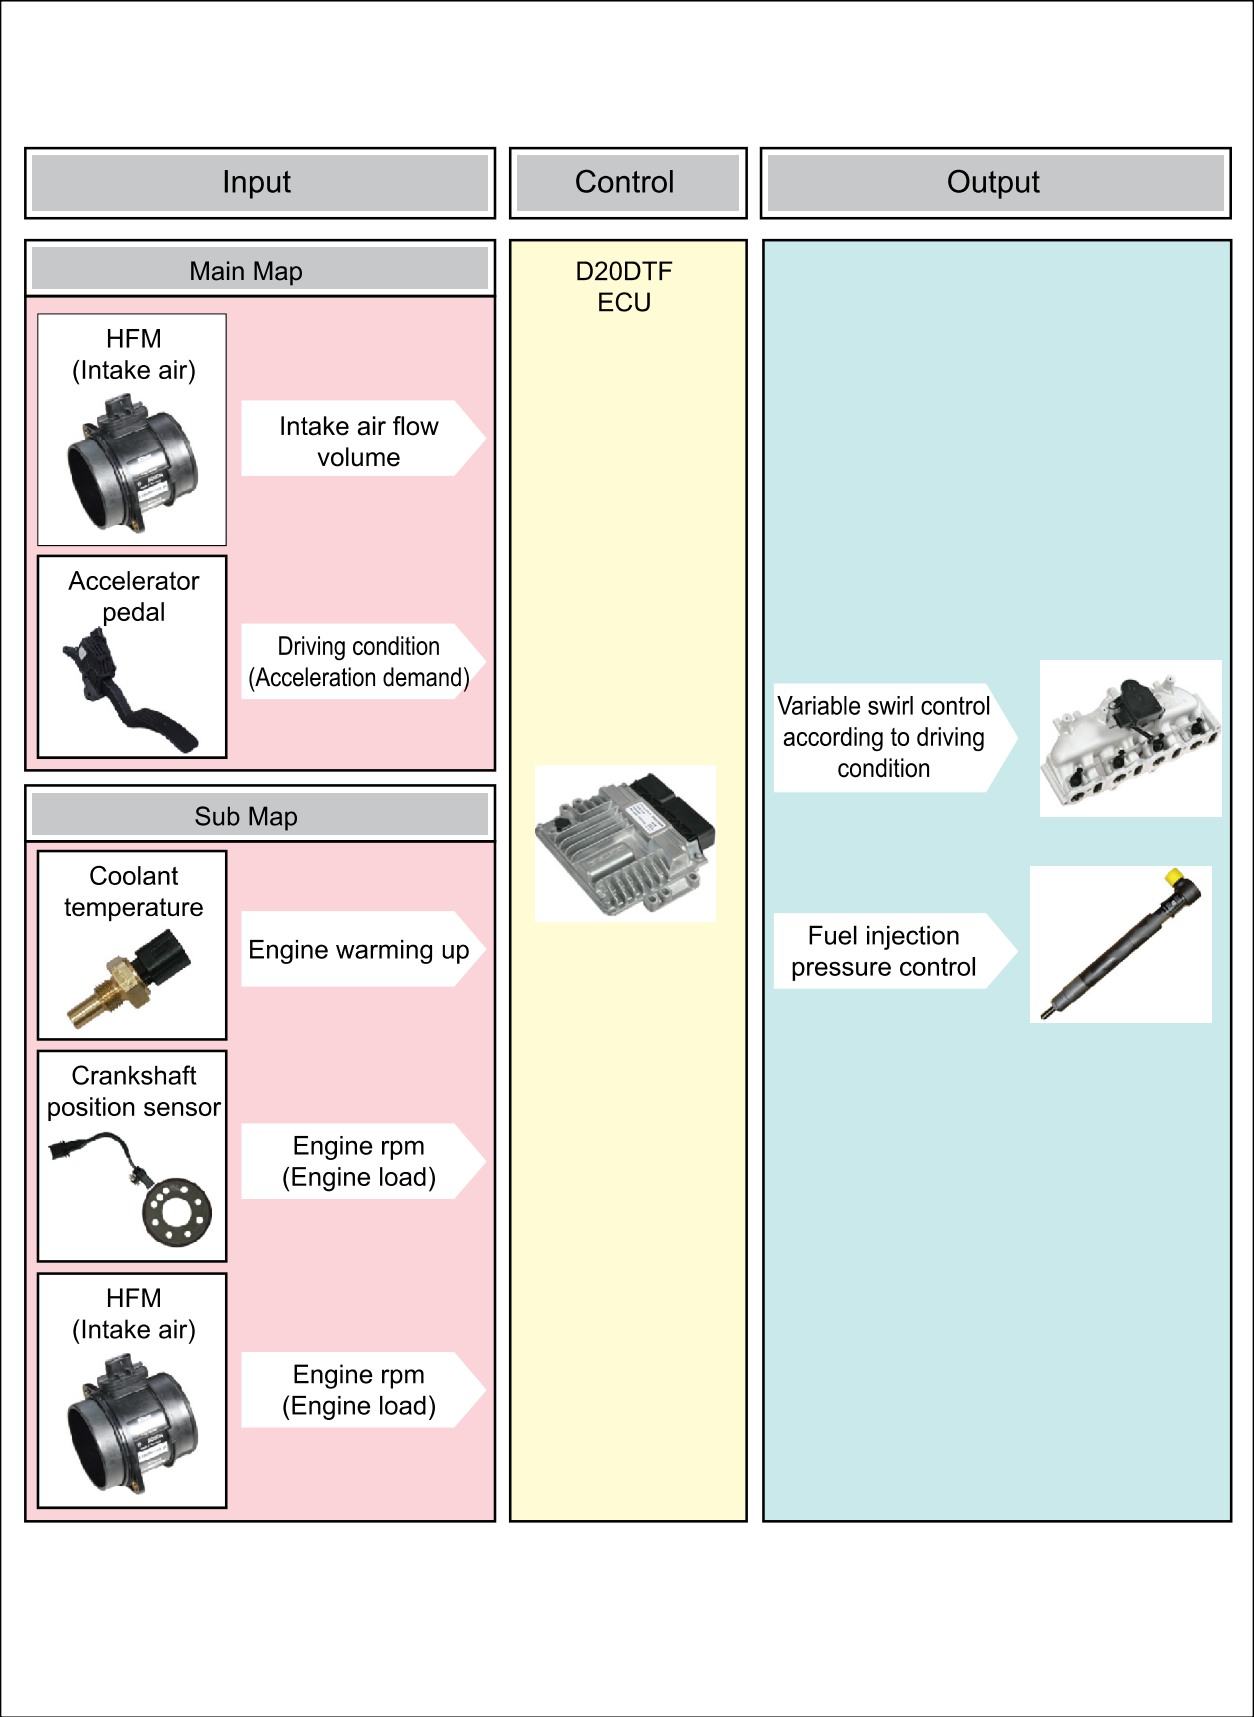 Input
Control
Output
Main Map
HFM
(Intake air)
Intake air flow
volume
Accelerator
pedal
Driving condition
(Acceleration demand)
Sub Map
Coolant
temperature
Engine warming up
Crankshaft
position sensor
Engine rpm
(Engine load)
HFM
(Intake air)
Engine rpm
(Engine load)
D20DTF
ECU
Variable swirl control
according to driving
condition
Fuel injection
pressure control